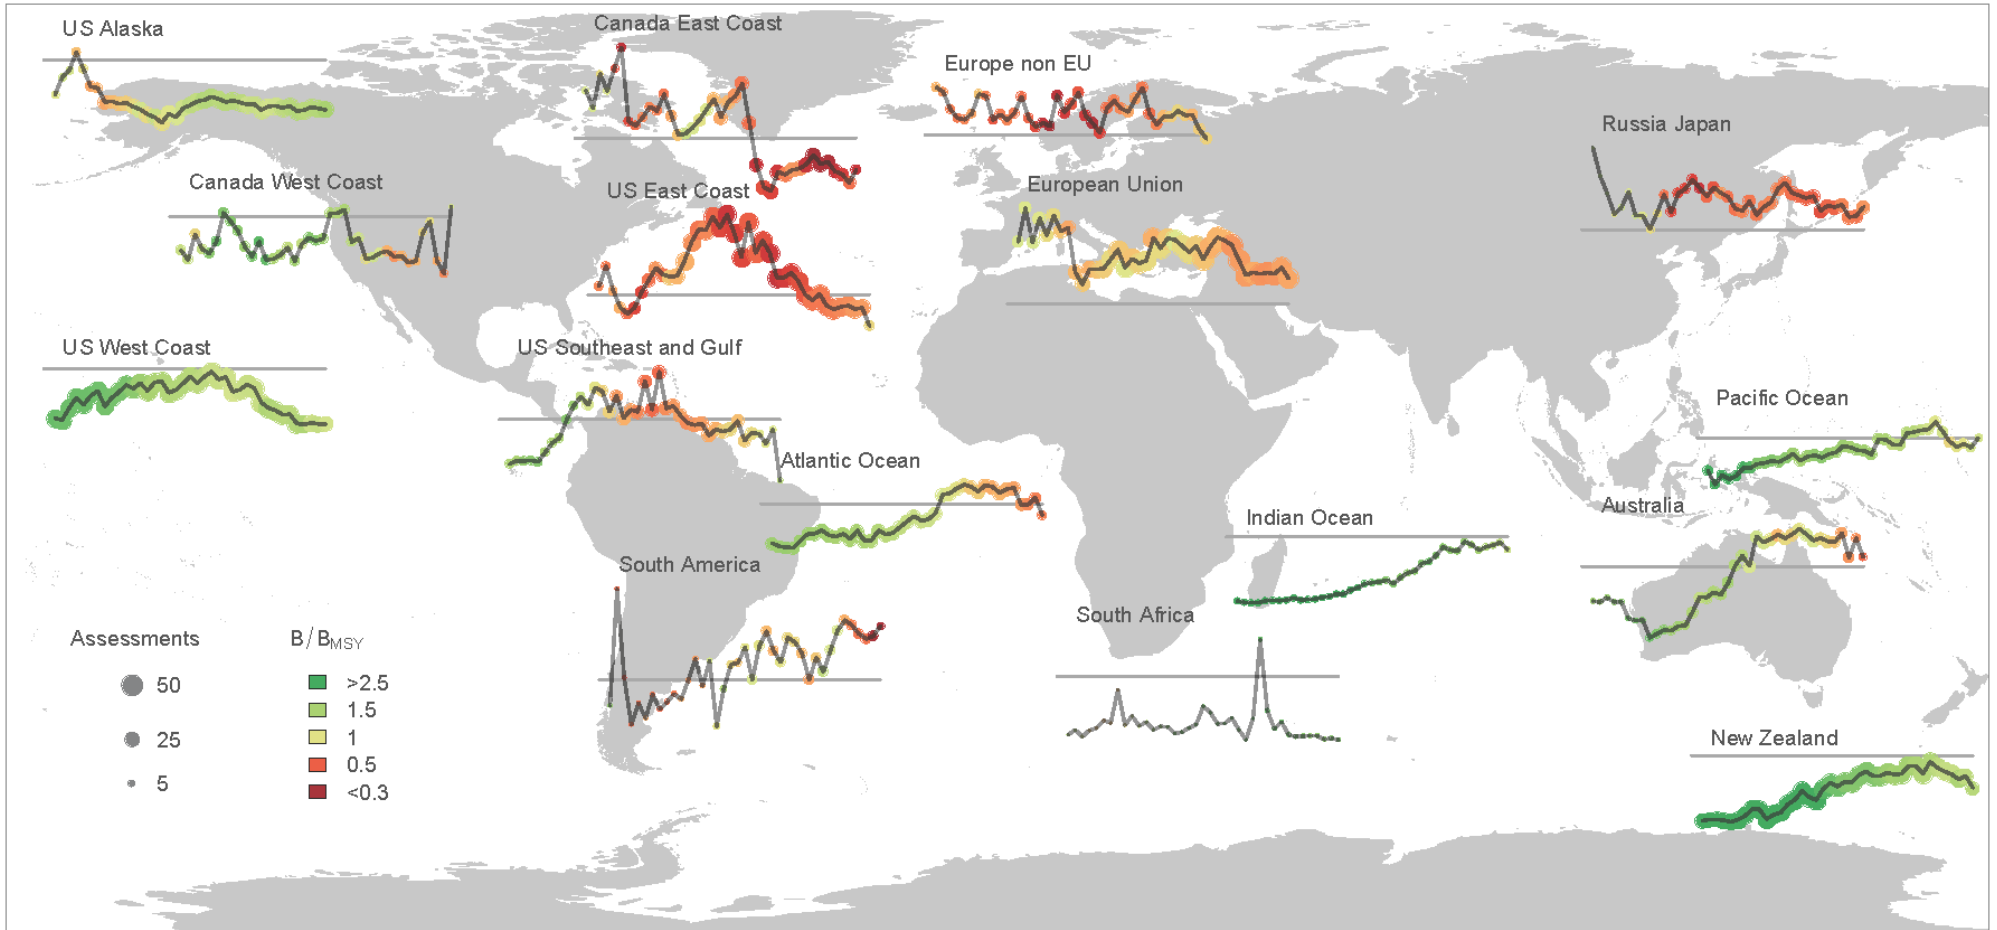 US Alaska
Canada East Coast
Europe non EU
Russia Japan
Canada West Coast
US East Coast
European Union
US West Coast
US Southeast and Gulf
Pacific Ocean
Atlantic Ocean
Indian Ocean
Australia
South America
South Africa
New Zealand
Assessments
50
25
5
B/B_MSY
>2.5
1.5
1
0.5
<0.3